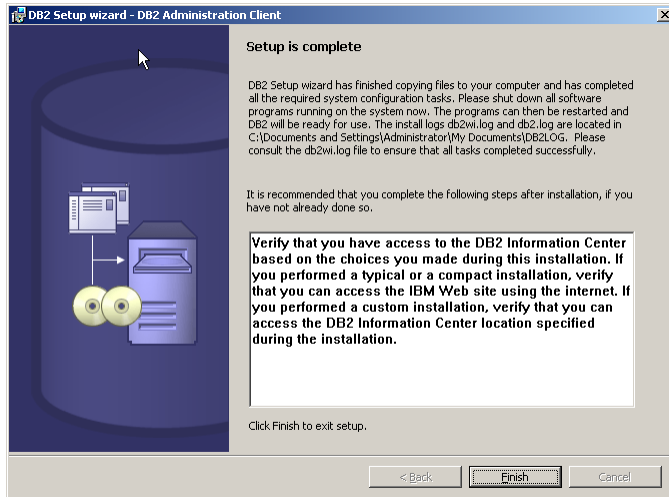 DB2 Setup wizard - DB2 Administration Client
Setup is complete
DB2 Setup wizard has finished copying files to your computer and has completed
all the required system configuration tasks. Please shut down all software
programs running on the system now. The programs can then be restarted and
DB2 will be ready for use. The install logs db2wi.log and db2.log are located in
C:\Documents and Settings\Administrator\My Documents\DB2LOG. Please
consult the db2wi.log file to ensure that all tasks completed successfully.
It is recommended that you complete the following steps after installation, if you
have not already done so.
Verify that you have access to the DB2 Information Center
based on the choices you made during this installation. If
you performed a typical or a compact installation, verify
that you can access the IBM Web site using the internet. If
you performed a custom installation, verify that you can
access the DB2 Information Center location specified
during the installation.
Click Finish to exit setup.
< Back
Finish
Cancel